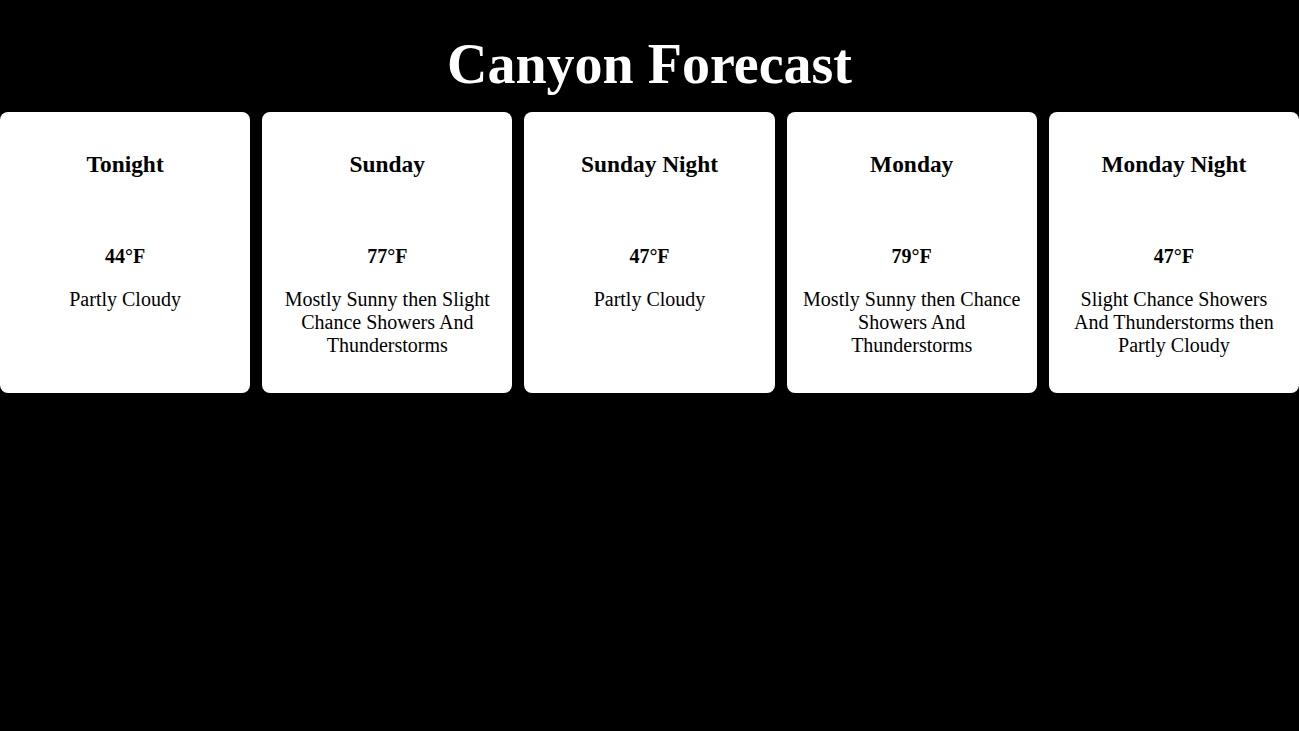 Canyon Forecast
Tonight
44°F
Partly Cloudy
Sunday
77°F
Mostly Sunny then Slight
Chance Showers And
Thunderstorms
Sunday Night
47°F
Partly Cloudy
Monday
79°F
Mostly Sunny then Chance
Showers And
Thunderstorms
Monday Night
47°F
Slight Chance Showers
And Thunderstorms then
Partly Cloudy